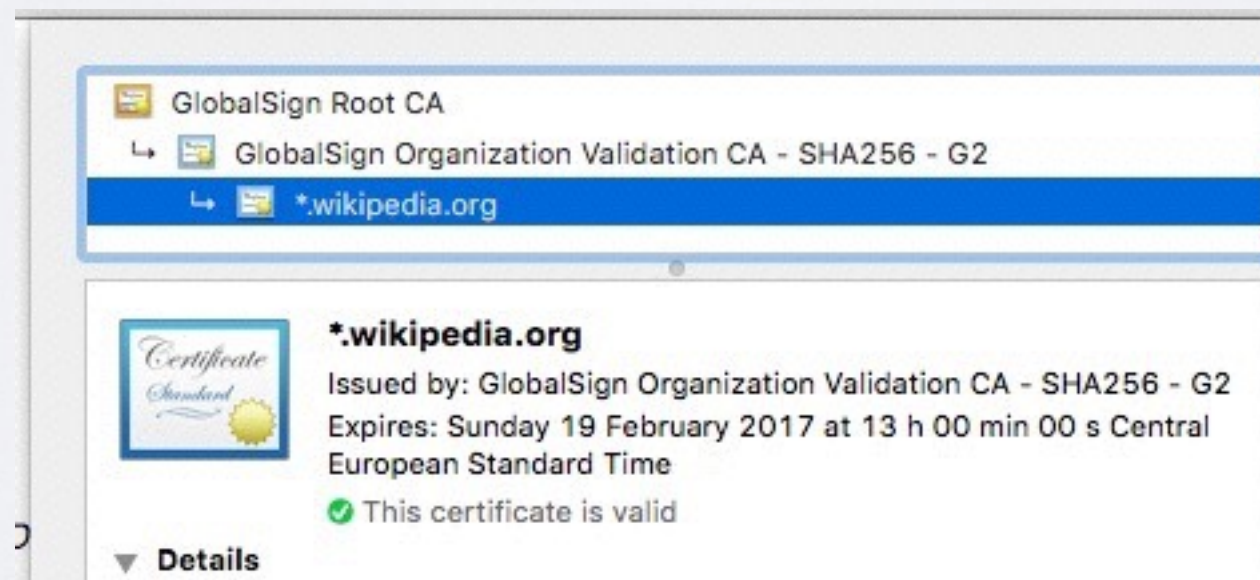 GlobalSign Root CA
GlobalSign Organization Validation CA - SHA256 - G2
*.wikipedia.org
Certificate
Standard
*.wikipedia.org
Issued by: GlobalSign Organization Validation CA - SHA256 - G2
Expires: Sunday 19 February 2017 at 13 h 00 min 00 s Central
European Standard Time
This certificate is valid
Details